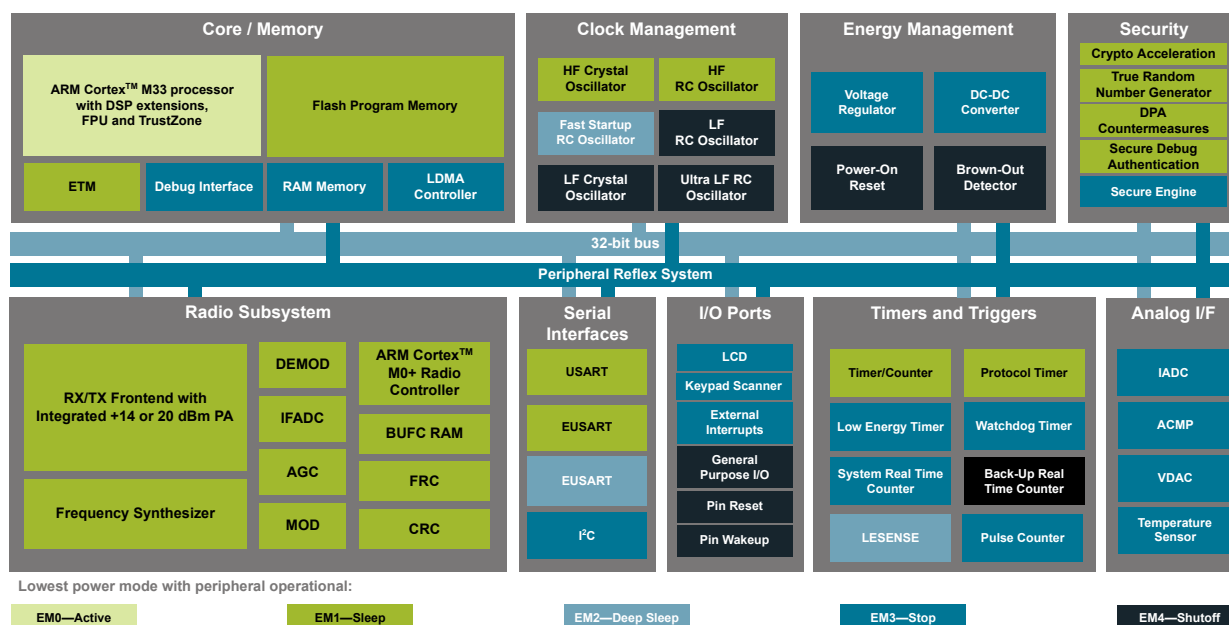 Core / Memory
ARM Cortex™ M33 processor
with DSP extensions,
FPU and TrustZone
Flash Program Memory
ETM
Debug Interface
RAM Memory
LDMA
Controller
Clock Management
HF Crystal
Oscillator
HF
RC Oscillator
Fast Startup
RC Oscillator
LF
RC Oscillator
LF Crystal
Oscillator
Ultra LF RC
Oscillator
Energy Management
Voltage
Regulator
DC-DC
Converter
Power-On
Reset
Brown-Out
Detector
Security
Crypto Acceleration
True Random
Number Generator
DPA
Countermeasures
Secure Debug
Authentication
Secure Engine
32-bit bus
Peripheral Reflex System
Radio Subsystem
RX/TX Frontend with
Integrated +14 or 20 dBm PA
Frequency Synthesizer
DEMOD
IFADC
AGC
MOD
ARM Cortex™
M0+ Radio
Controller
BUFC RAM
FRC
CRC
Serial
Interfaces
USART
EUSART
EUSART
I²C
I/O Ports
LCD
Keypad Scanner
External
Interrupts
General
Purpose I/O
Pin Reset
Pin Wakeup
Timers and Triggers
Timer/Counter
Protocol Timer
Low Energy Timer
Watchdog Timer
System Real Time
Counter
Back-Up Real
Time Counter
LESENSE
Pulse Counter
Analog I/F
IADC
ACMP
VDAC
Temperature
Sensor
Lowest power mode with peripheral operational:
EM0—Active
EM1—Sleep
EM2—Deep Sleep
EM3—Stop
EM4—Shutoff